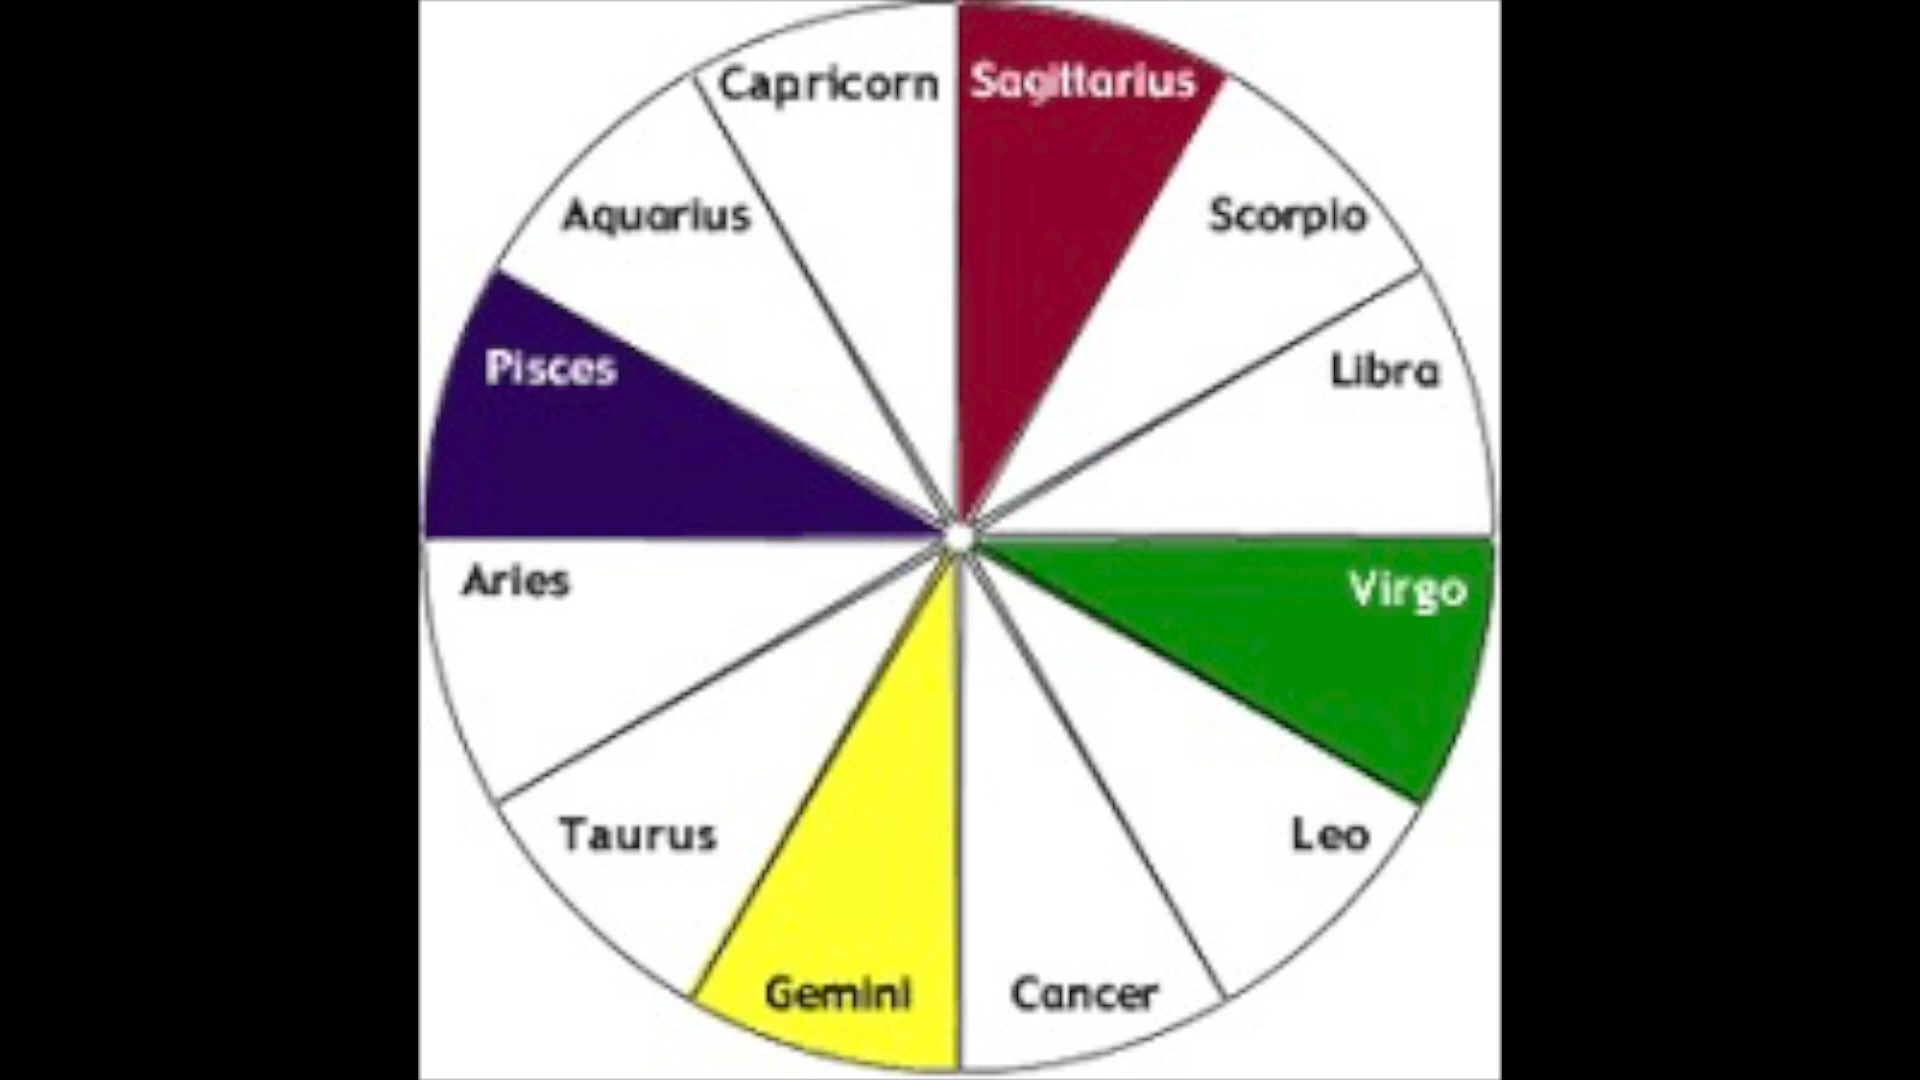 Capricorn
Sagittarius
Aquarius
Scorpio
Pisces
Libra
Aries
Virgo
Taurus
Leo
Gemini
Cancer